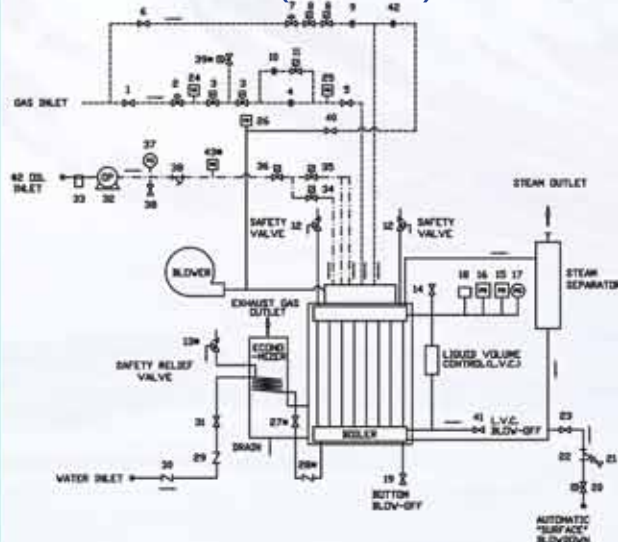 6
7
8
8
9
42
39*
10
11
1
2
24
3
3
4
25
5
GAS INLET
26
40
37
43*
36
35
#2 OIL
INLET
33
OP
32
38
30
34
STEAM OUTLET
SAFETY
VALVE
12
12
SAFETY
VALVE
BLOWER
14
18
16
15
17
STEAM
SEPARATOR
EXHAUST GAS
OUTLET
13*
ECONO
-MIZER
SAFETY RELIEF
VALVE
LIQUID VOLUME
CONTROL(L.V.C.)
31
27*
41
L.V.C.
BLOW-OFF
23
BOILER
DRAIN
29
22
21
WATER INLET
30
28*
19
BOTTOM
BLOW-OFF
20
AUTOMATIC
"SURFACE"
BLOWDOWN